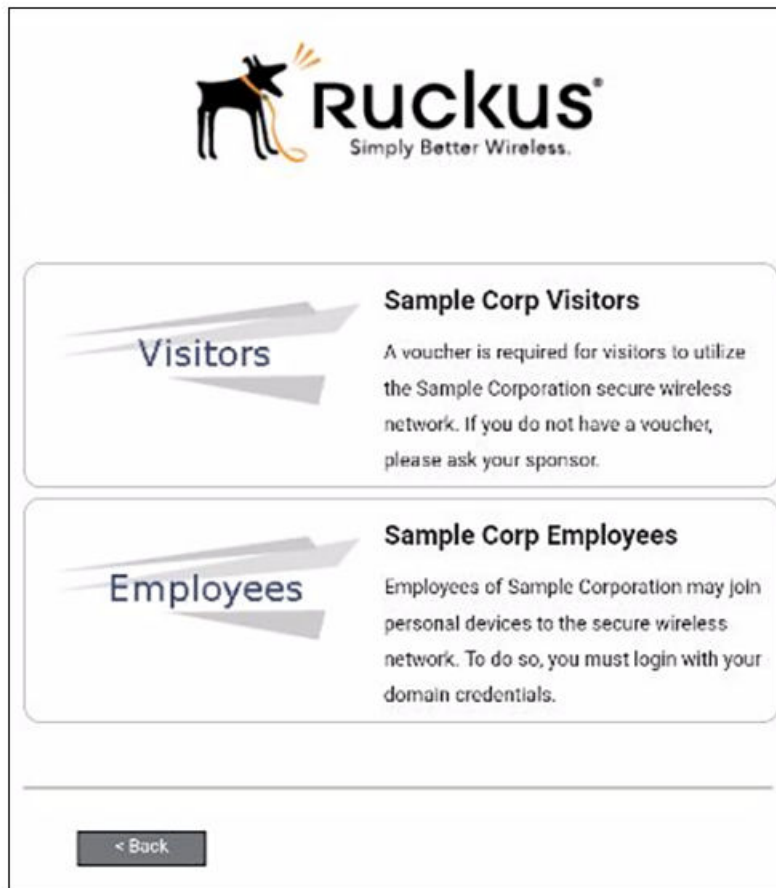 RUCKUS®
Simply Better Wireless.
Visitors
Sample Corp Visitors
A voucher is required for visitors to utilize
the Sample Corporation secure wireless
network. If you do not have a voucher,
please ask your sponsor.
Employees
Sample Corp Employees
Employees of Sample Corporation may join
personal devices to the secure wireless
network. To do so, you must login with your
domain credentials.
< Back